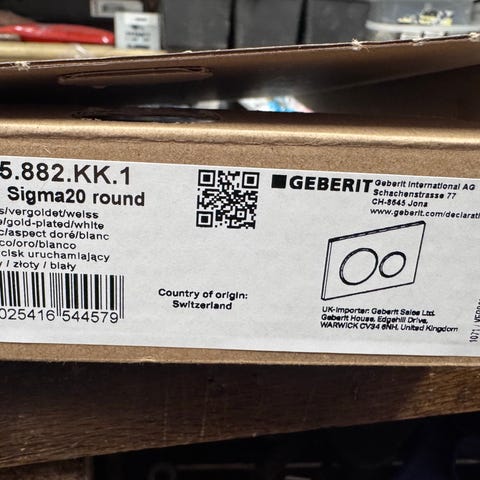 5.882.KK.1
Sigma20 round
s/vergoldet/weiss
e/gold-plated/white
c/aspect doré/blanc
co/oro/bianco
cisk uruchamiający
/ złoty / biały
025416 544579
Country of origin:
Switzerland
GEBERIT
Geberit International AG
Schachenstrasse 77
CH-8645 Jona
www.geberit.com/declarati
UK-Importer: Geberit Sales Ltd.
Geberit House, Edgehill Drive,
WARWICK CV34 6NH, United Kingdom